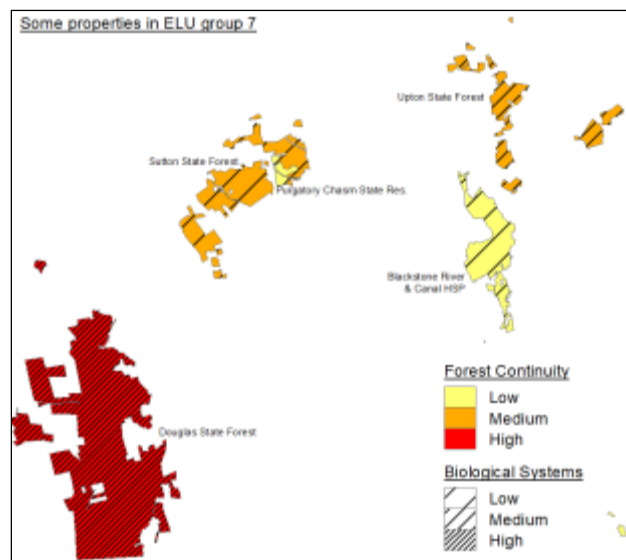 Some properties in ELU group 7
Upton State Forest
Sutton State Forest
Purgatory Chasm State Res.
Blackstone River
& Canal HSP
Douglas State Forest
Forest Continuity
Low
Medium
High
Biological Systems
Low
Medium
High